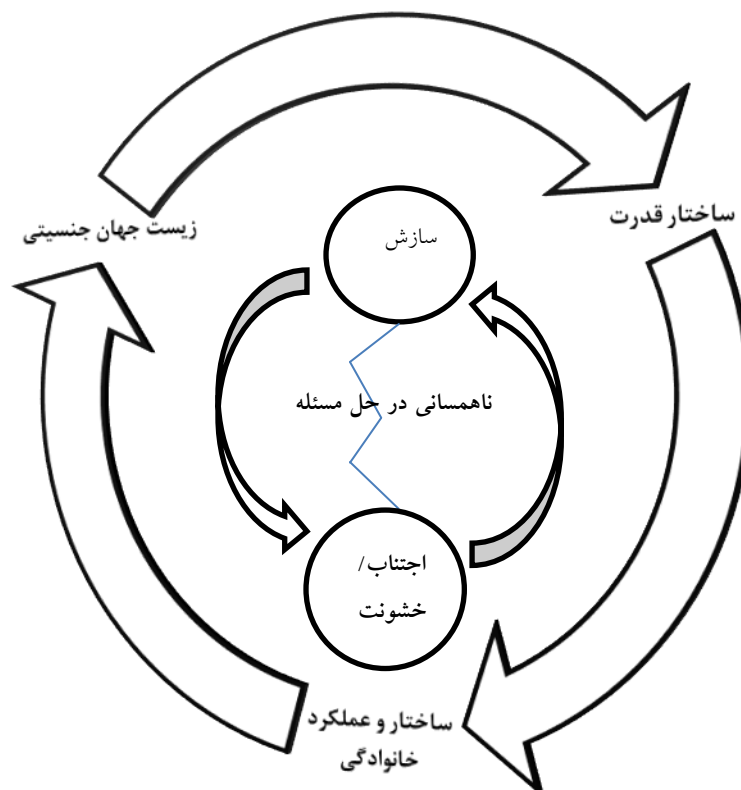 ساختار قدرت
زیست جهان جنسیتی
سازش
ناهمسانی در حل مسئله
اجتناب/
خشونت
ساختار و عملکرد
خانوادگی